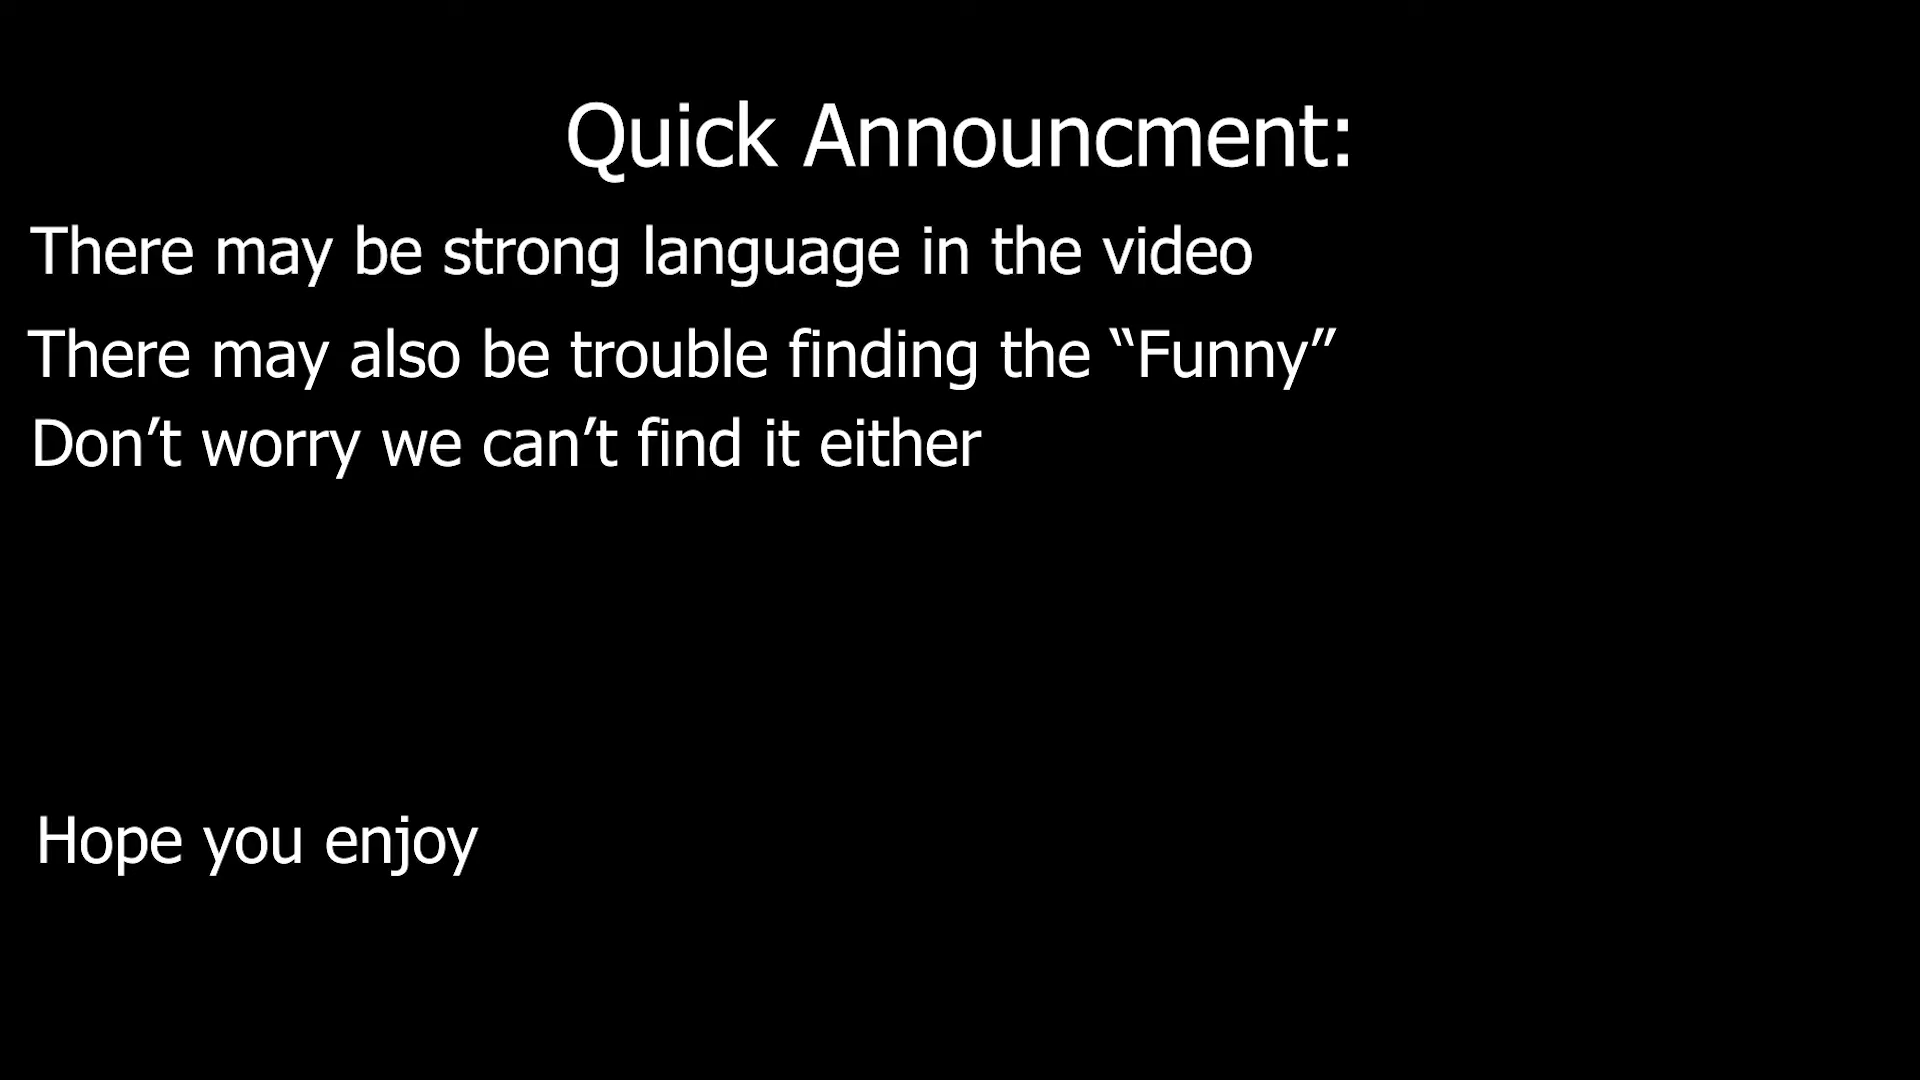 Quick Announcment:
There may be strong language in the video
There may also be trouble finding the “Funny”
Don’t worry we can’t find it either
Hope you enjoy